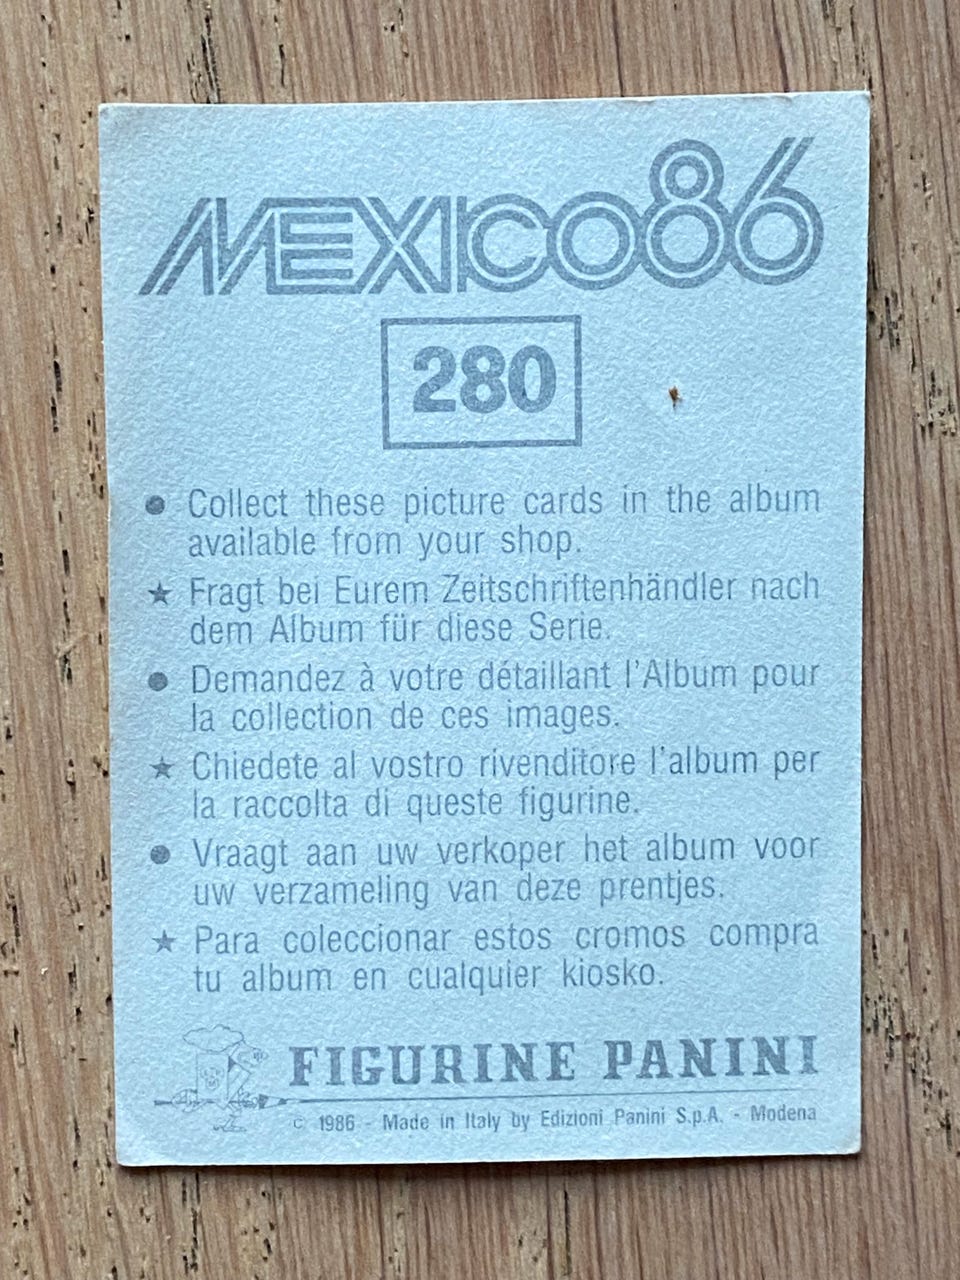 MEXICO86
280
● Collect these picture cards in the album
available from your shop.
★ Fragt bei Eurem Zeitschriftenhändler nach
dem Album für diese Serie.
● Demandez à votre détaillant l'Album pour
la collection de ces images.
★ Chiedete al vostro rivenditore l'album per
la raccolta di queste figurine.
● Vraagt aan uw verkoper het album voor
uw verzameling van deze prentjes.
★ Para coleccionar estos cromos compra
tu album en cualquier kiosko.
FIGURINE PANINI
© 1986 - Made in Italy by Edizioni Panini S.p.A. - Modena